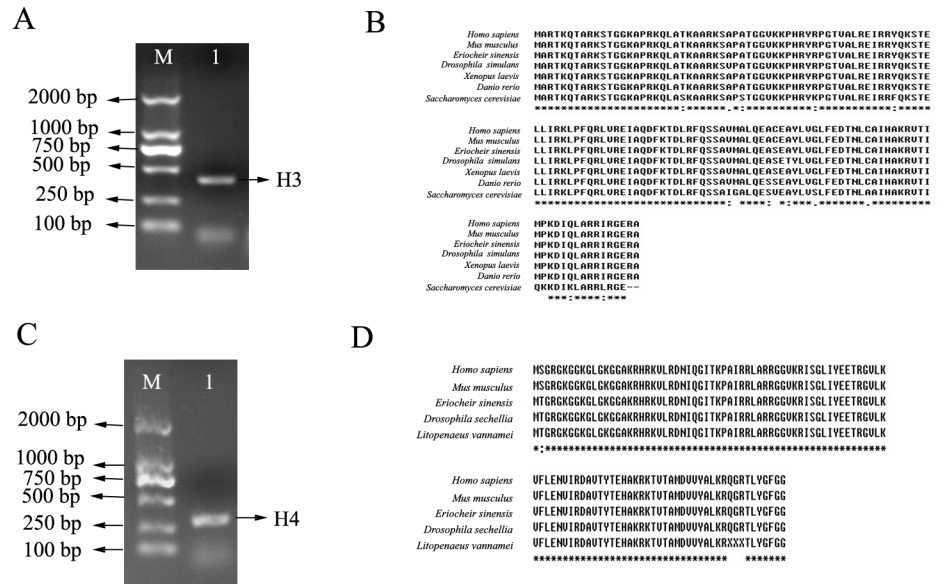 A
M 1
2000 bp
1000 bp
750 bp
500 bp
250 bp
100 bp
H3
B
Homo sapiens MARTKQTARKSTGGKAPRKQLATKAARKSAPATGGVKKPHRYRPGTVALREIRRYQKSTE
Mus musculus MARTKQTARKSTGGKAPRKQLATKAARKSAPATGGVKKPHRYRPGTVALREIRRYQKSTE
Eriocheir sinensis MARTKQTARKSTGGKAPRKQLATKAARKSAPATGGVKKPHRYRPGTVALREIRRYQKSTE
Drosophila simulans MARTKQTARKSTGGKAPRKQLATKAARKSAPATGGVKKPHRYRPGTVALREIRRYQKSTE
Xenopus laevis MARTKQTARKSTGGKAPRKQLATKAARKSAPATGGVKKPHRYRPGTVALREIRRYQKSTE
Danio rerio MARTKQTARKSTGGKAPRKQLATKAARKSAPATGGVKKPHRYRPGTVALREIRRYQKSTE
Saccharomyces cerevisiae MARTKQTARKSTGGKAPRKQLASKAARKSAPSTGGVKKPHRYKPGTVALREIRRFQKSTE
**********************:********.**********:***********:*****
Homo sapiens LLIRKLPFQRLVREIAQDFKTDLRFQSSAVMALQEACEAYLVGLFEDTNLCAIHAKRVTI
Mus musculus LLIRKLPFQRLVREIAQDFKTDLRFQSSAVMALQEACEAYLVGLFEDTNLCAIHAKRVTI
Eriocheir sinensis LLIRKLPFQRLVREIAQDFKTDLRFQSSAVMALQEACEAYLVGLFEDTNLCAIHAKRVTI
Drosophila simulans LLIRKLPFQRLVREIAQDFKTDLRFQSSAVMALQEASETYLVGLFEDTNLCAIHAKRVTI
Xenopus laevis LLIRKLPFQRLVREIAQDFKTDLRFQSSAVMALQEASEAYLVGLFEDTNLCAIHAKRVTI
Danio rerio LLIRKLPFQRLVREIAQDFKTDLRFQSSAVMALQESSEAYLVGLFEDTNLCAIHAKRVTI
Saccharomyces cerevisiae LLIRKLPFQRLVREIAQDFKTDLRFQSSAIGALQESVEAYLVSLFEDTNLCAIHAKRVTI
*****************************: ****: *:***.*****************
Homo sapiens MPKDIQLARRIRGERA
Mus musculus MPKDIQLARRIRGERA
Eriocheir sinensis MPKDIQLARRIRGERA
Drosophila simulans MPKDIQLARRIRGERA
Xenopus laevis MPKDIQLARRIRGERA
Danio rerio MPKDIQLARRIRGERA
Saccharomyces cerevisiae QKKDIKLARRLRGE--
***:****:***
C
M 1
2000 bp
1000 bp
750 bp
500 bp
250 bp
100 bp
H4
D
Homo sapiens MSGRGKGGKGLGKGGAKRHRKVLRDNIQGITKPAIRRLARRGGVKRISGLIYEETRGVLK
Mus musculus MSGRGKGGKGLGKGGAKRHRKVLRDNIQGITKPAIRRLARRGGVKRISGLIYEETRGVLK
Eriocheir sinensis MTGRGKGGKGLGKGGAKRHRKVLRDNIQGITKPAIRRLARRGGVKRISGLIYEETRGVLK
Drosophila sechellia MTGRGKGGKGLGKGGAKRHRKVLRDNIQGITKPAIRRLARRGGVKRISGLIYEETRGVLK
Litopenaeus vannamei MTGRGKGGKGLGKGGAKRHRKVLRDNIQGITKPAIRRLARRGGVKRISGLIYEETRGVLK
*:**********************************************************
Homo sapiens VFLENVIRDAVTYTEHAKRKTVTAMDVVYALKRQGRTLYGFGG
Mus musculus VFLENVIRDAVTYTEHAKRKTVTAMDVVYALKRQGRTLYGFGG
Eriocheir sinensis VFLENVIRDAVTYTEHAKRKTVTAMDVVYALKRQGRTLYGFGG
Drosophila sechellia VFLENVIRDAVTYTEHAKRKTVTAMDVVYALKRQGRTLYGFGG
Litopenaeus vannamei VFLENVIRDAVTYTEHAKRKTVTAMDVVYALKRXXXTLYGFGG
********************************* *******